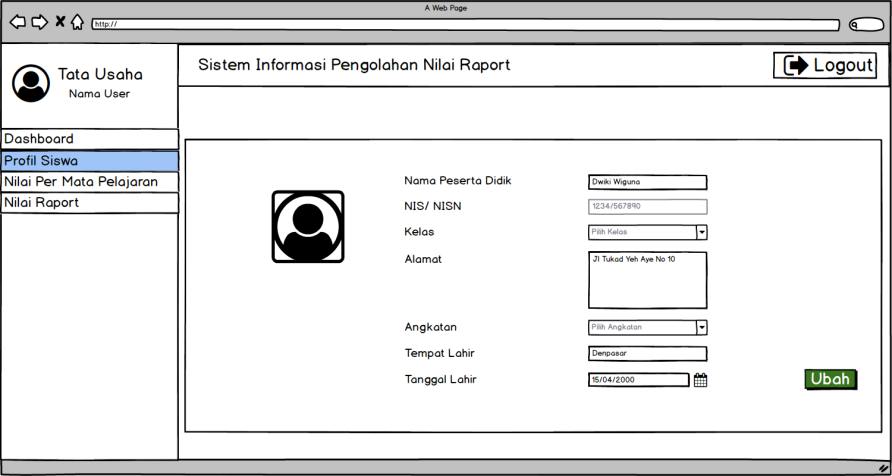 A Web Page
http://
Tata Usaha
Nama User
Sistem Informasi Pengolahan Nilai Raport
Logout
Dashboard
Profil Siswa
Nilai Per Mata Pelajaran
Nilai Raport
Nama Peserta Didik
Dwiki Wiguna
NIS/ NISN
1234/567890
Kelas
Pilih Kelas
Alamat
Jl Tukad Yeh Aye No 10
Angkatan
Pilih Angkatan
Tempat Lahir
Denpasar
Tanggal Lahir
15/04/2000
Ubah